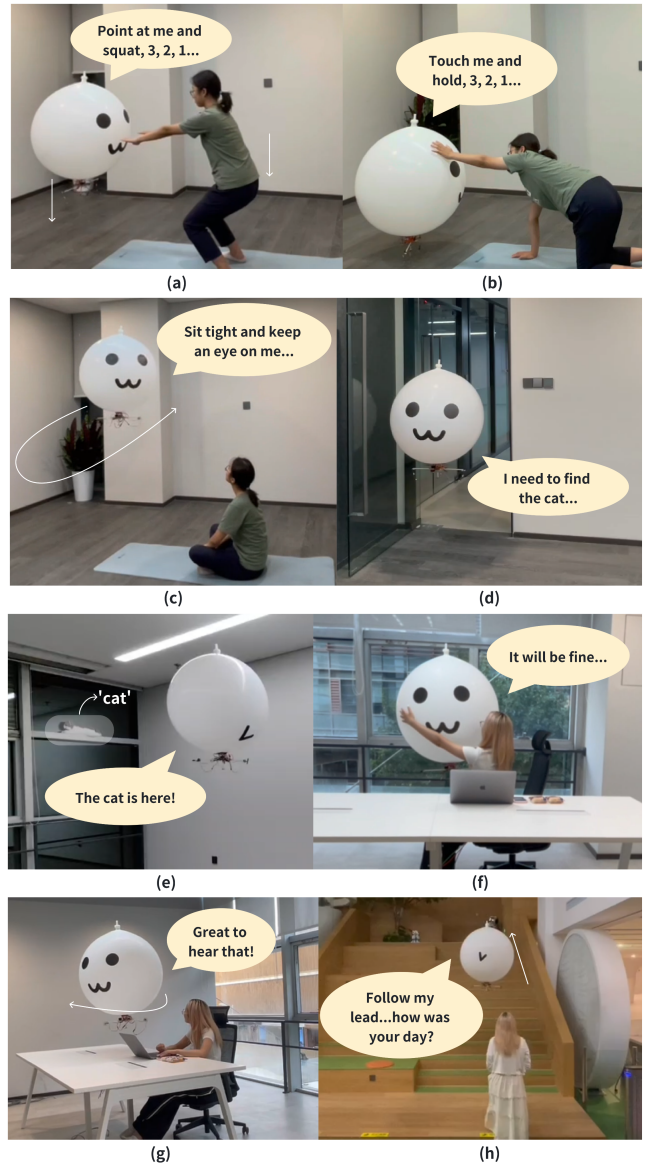 Point at me and
squat, 3, 2, 1...
Touch me and
hold, 3, 2, 1...
(a)
(b)
Sit tight and keep
an eye on me...
I need to find
the cat...
(c)
(d)
'cat'
The cat is here!
It will be fine...
(e)
(f)
Great to
hear that!
Follow my
lead...how was
your day?
(g)
(h)